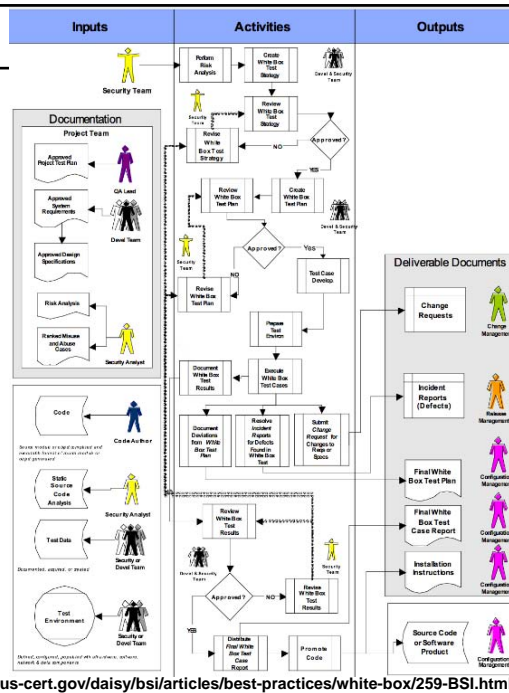 Inputs
Activities
Outputs
Security Team
Perform
Risk
Analysis
Create
White Box
Test
Strategy
Devel & Security
Team
Security
Team
Review
White Box
Test
Strategy
Revise
White
Box Test
Strategy
NO
Approved?
YES
Documentation
Project Team
Approved
Project Test Plan
QA Lead
Approved
System
Requirements
Devel Team
Approved Design
Specifications
Risk Analysis
Ranked Misuse
and Abuse
Cases
Security Analyst
Review
White Box
Test Plan
Create
White Box
Test Plan
Devel & Security
Team
Security
Team
Approved?
YES
NO
Revise
White Box
Test Plan
Test Case
Develop.
Prepare
Test
Environ
Document
White Box
Test
Results
Execute
White Box
Test Cases
Document
Deviations
from White
Box Test
Plan
Resolve
Incident
Reports
for Defects
Found in
White Box
Test
Submit
Change
Request for
Changes to
Reqs or
Specs
Code
Code Author
Static
Source
Code
Analysis
Security Analyst
Test Data
Security or
Devel Team
Documented, acquired, or created
Test
Environment
Security or
Devel Team
Review
White Box
Test
Results
Devel & Security
Team
Security
Team
Approved?
NO
YES
Revise
White Box
Test
Results
Distribute
Final White
Box Test
Case
Report
Promote
Code
Deliverable Documents
Change
Requests
Change
Management
Incident
Reports
(Defects)
Release
Management
Final White
Box Test Plan
Configuration
Management
Final White
Box Test
Case Report
Configuration
Management
Installation
Instructions
Configuration
Management
Source Code
or Software
Product
Configuration
Management
us-cert.gov/daisy/bsi/articles/best-practices/white-box/259-BSI.htm